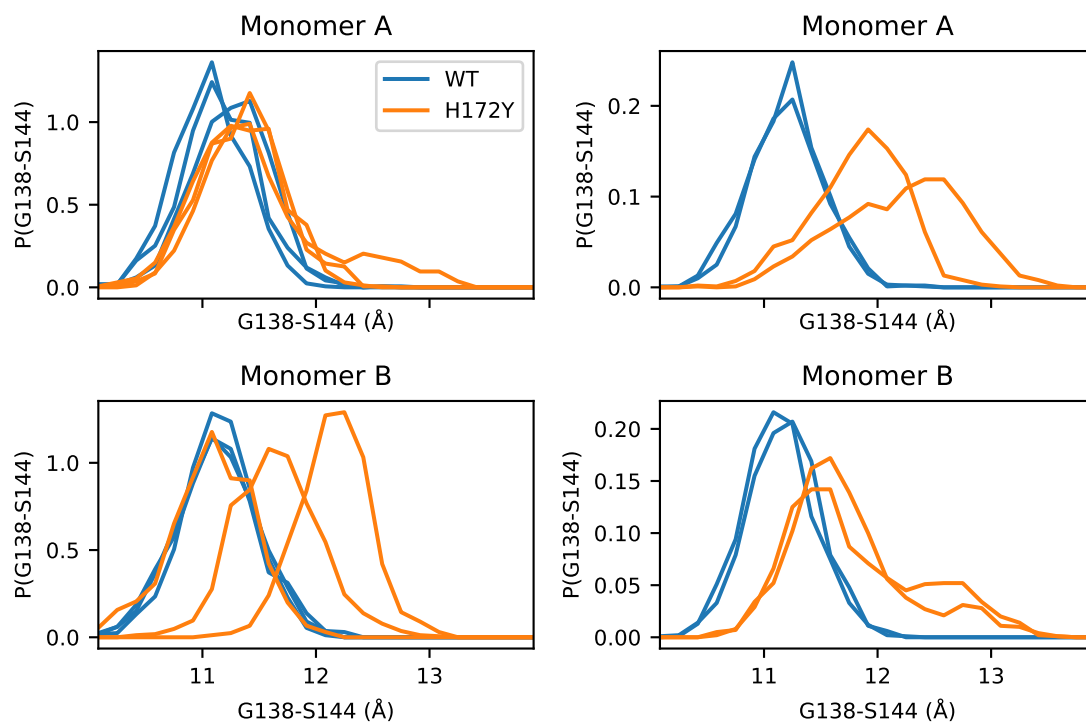 Monomer A
Monomer A
P(G138-S144)
1.0
0.5
0.0
WT
H172Y
G138-S144 (Å)
P(G138-S144)
0.2
0.1
0.0
G138-S144 (Å)
Monomer B
Monomer B
P(G138-S144)
1.0
0.5
0.0
11
12
13
G138-S144 (Å)
P(G138-S144)
0.20
0.15
0.10
0.05
0.00
11
12
13
G138-S144 (Å)